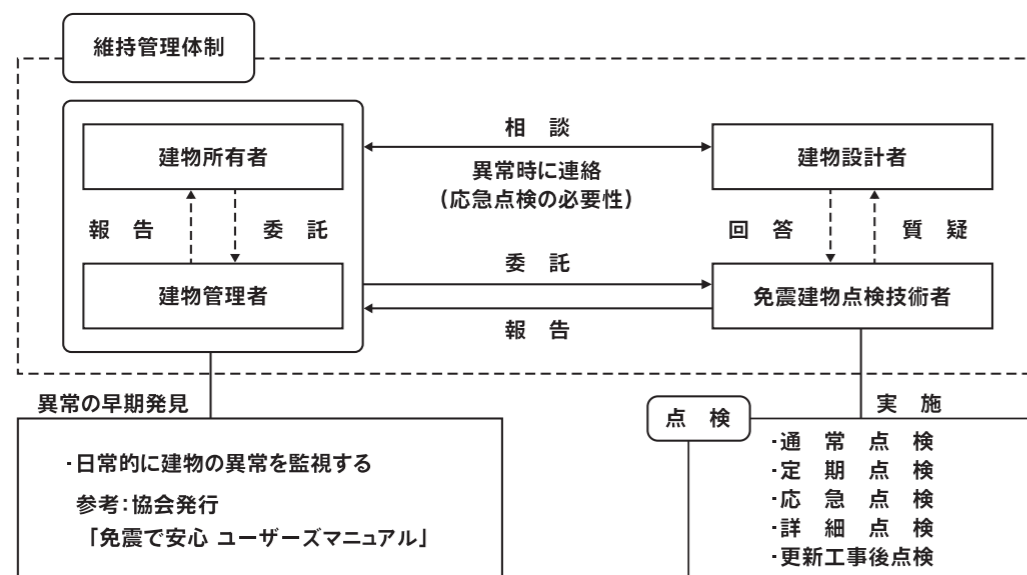 維持管理体制
建物所有者
相 談
建物設計者
異常時に連絡
(応急点検の必要性)
報 告
委 託
回 答
質 疑
委 託
建物管理者
免震建物点検技術者
報 告
異常の早期発見
・日常的に建物の異常を監視する
参考:協会発行
「免震で安心 ユーザーズマニュアル」
点 検
実 施
・通 常 点 検
・定 期 点 検
・応 急 点 検
・詳 細 点 検
・更新工事後点検